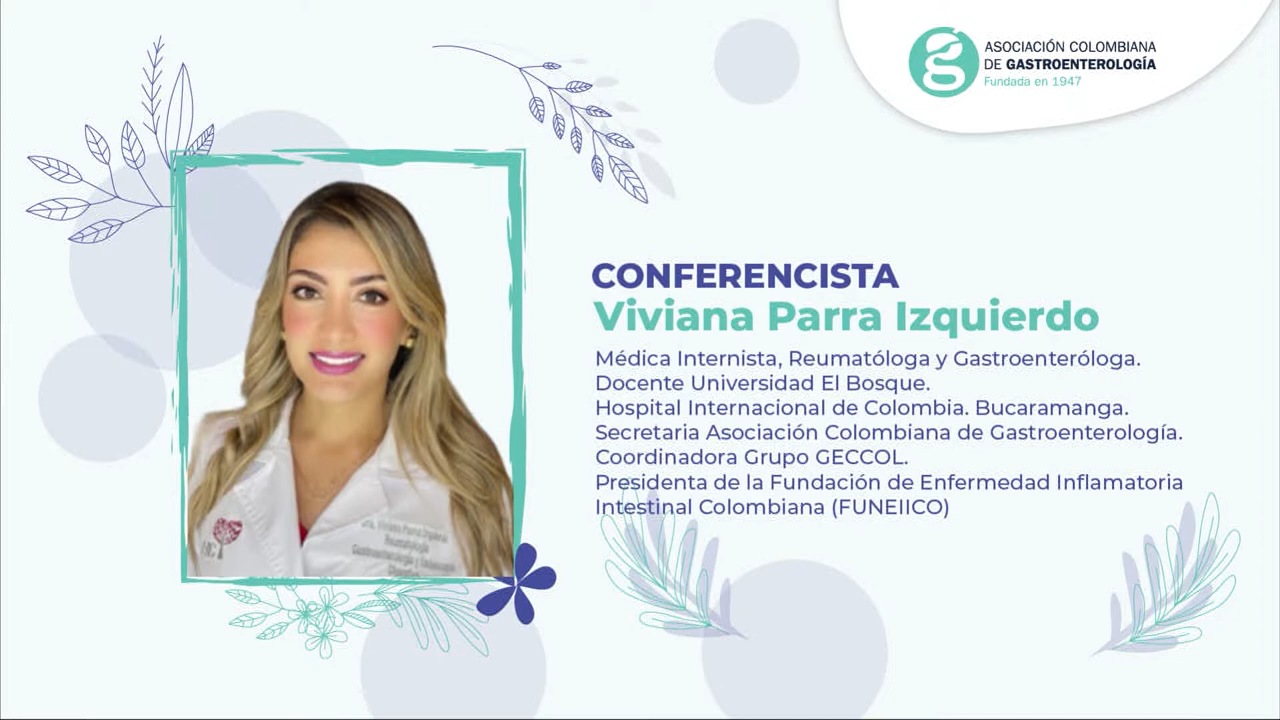 ASOCIACIÓN COLOMBIANA
DE GASTROENTEROLOGÍA
Fundada en 1947
CONFERENCISTA
Viviana Parra Izquierdo
Médica Internista, Reumatóloga y Gastroenteróloga.
Docente Universidad El Bosque.
Hospital Internacional de Colombia. Bucaramanga.
Secretaria Asociación Colombiana de Gastroenterología.
Coordinadora Grupo GECCOL.
Presidenta de la Fundación de Enfermedad Inflamatoria
Intestinal Colombiana (FUNEIICO)
Reumatología